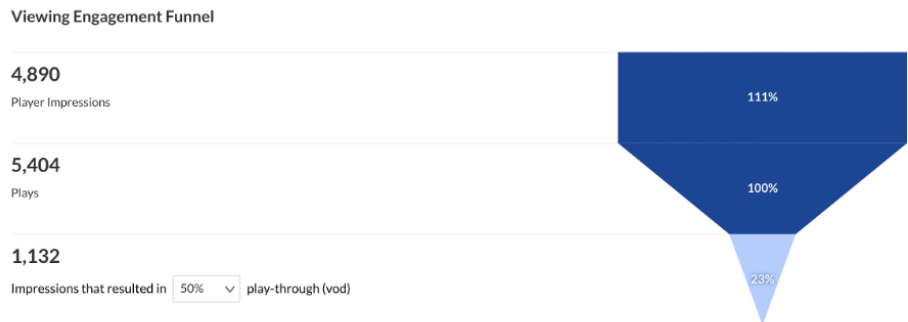 Viewing Engagement Funnel
4,890
Player Impressions
111%
5,404
Plays
100%
1,132
Impressions that resulted in 50% play-through (vod)
23%